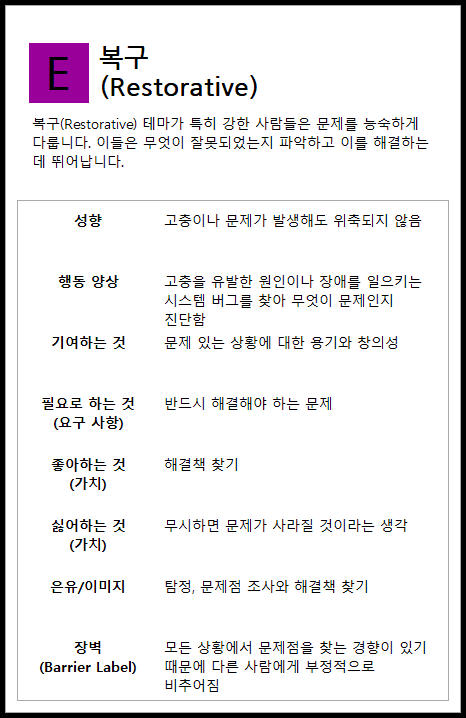 E
복구
(Restorative)
복구(Restorative) 테마가 특히 강한 사람들은 문제를 능숙하게
다룹니다. 이들은 무엇이 잘못되었는지 파악하고 이를 해결하는
데 뛰어납니다.
성향 고충이나 문제가 발생해도 위축되지 않음
행동 양상 고충을 유발한 원인이나 장애를 일으키는
시스템 버그를 찾아 무엇이 문제인지
진단함
기여하는 것 문제 있는 상황에 대한 용기와 창의성
필요로 하는 것 반드시 해결해야 하는 문제
(요구 사항)
좋아하는 것 해결책 찾기
(가치)
싫어하는 것 무시하면 문제가 사라질 것이라는 생각
(가치)
은유/이미지 탐정, 문제점 조사와 해결책 찾기
장벽 모든 상황에서 문제점을 찾는 경향이 있기
(Barrier Label) 때문에 다른 사람에게 부정적으로
비추어짐